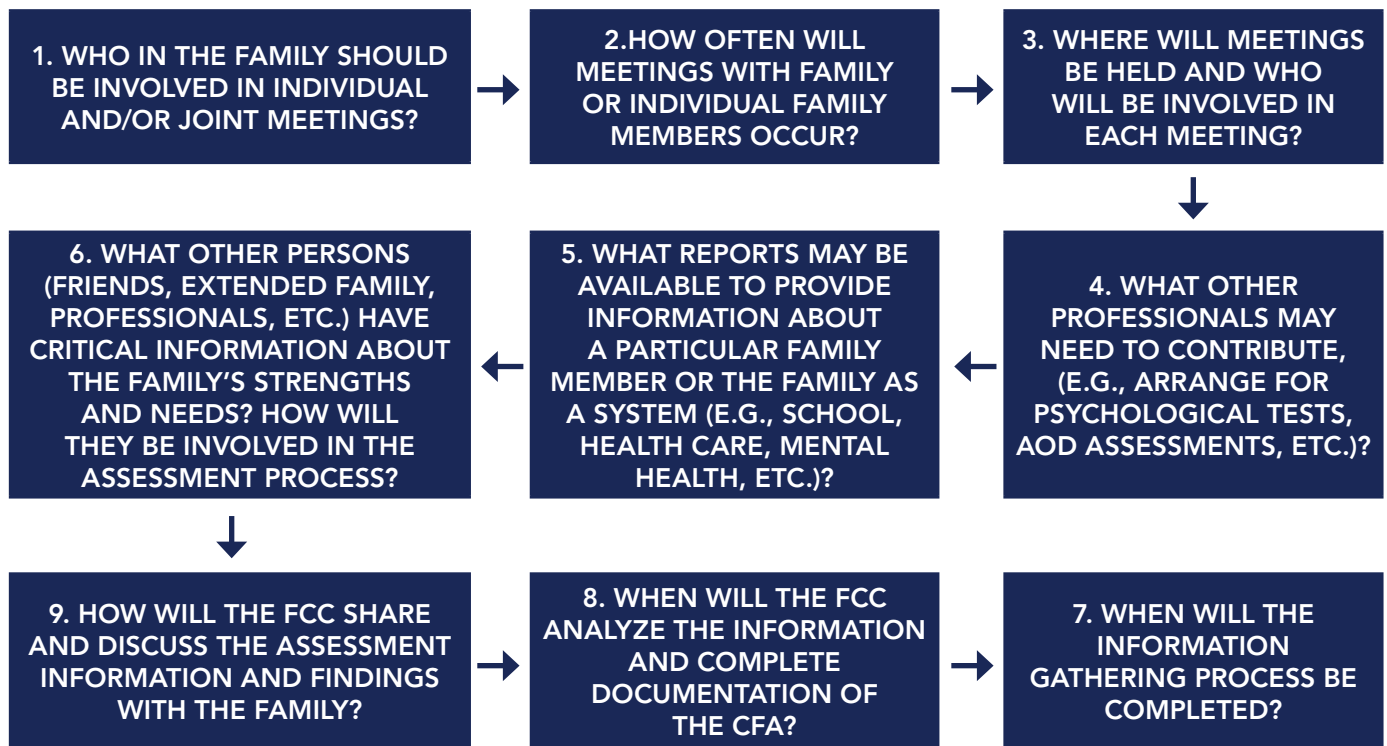 1. WHO IN THE FAMILY SHOULD
BE INVOLVED IN INDIVIDUAL
AND/OR JOINT MEETINGS?
2.HOW OFTEN WILL
MEETINGS WITH FAMILY
OR INDIVIDUAL FAMILY
MEMBERS OCCUR?
3. WHERE WILL MEETINGS
BE HELD AND WHO
WILL BE INVOLVED IN
EACH MEETING?
4. WHAT OTHER
PROFESSIONALS MAY
NEED TO CONTRIBUTE,
(E.G., ARRANGE FOR
PSYCHOLOGICAL TESTS,
AOD ASSESSMENTS, ETC.)?
5. WHAT REPORTS MAY BE
AVAILABLE TO PROVIDE
INFORMATION ABOUT
A PARTICULAR FAMILY
MEMBER OR THE FAMILY AS
A SYSTEM (E.G., SCHOOL,
HEALTH CARE, MENTAL
HEALTH, ETC.)?
6. WHAT OTHER PERSONS
(FRIENDS, EXTENDED FAMILY,
PROFESSIONALS, ETC.) HAVE
CRITICAL INFORMATION ABOUT
THE FAMILY’S STRENGTHS
AND NEEDS? HOW WILL
THEY BE INVOLVED IN THE
ASSESSMENT PROCESS?
9. HOW WILL THE FCC SHARE
AND DISCUSS THE ASSESSMENT
INFORMATION AND FINDINGS
WITH THE FAMILY?
8. WHEN WILL THE FCC
ANALYZE THE INFORMATION
AND COMPLETE
DOCUMENTATION OF
THE CFA?
7. WHEN WILL THE
INFORMATION
GATHERING PROCESS BE
COMPLETED?